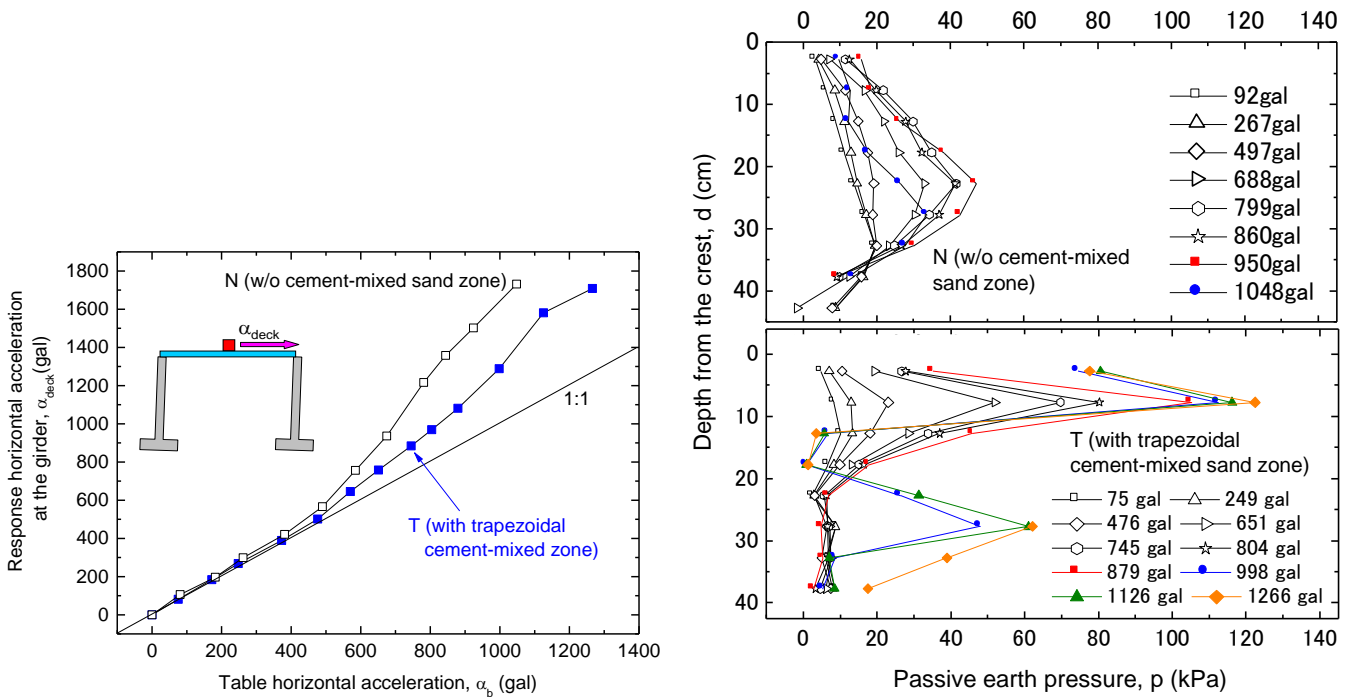 Response horizontal acceleration
at the girder, α_deck (gal)
1800
1600
1400
1200
1000
800
600
400
200
0
N (w/o cement-mixed sand zone)
α_deck
1:1
T (with trapezoidal
cement-mixed zone)
0 200 400 600 800 1000 1200 1400
Table horizontal acceleration, α_b (gal)
0 20 40 60 80 100 120 140
Depth from the crest, d (cm)
0
10
20
30
40
92gal
267gal
497gal
688gal
799gal
860gal
950gal
1048gal
N (w/o cement-mixed
sand zone)
0
10
20
30
40
T (with trapezoidal
cement-mixed sand zone)
75 gal 249 gal
476 gal 651 gal
745 gal 804 gal
879 gal 998 gal
1126 gal 1266 gal
0 20 40 60 80 100 120 140
Passive earth pressure, p (kPa)